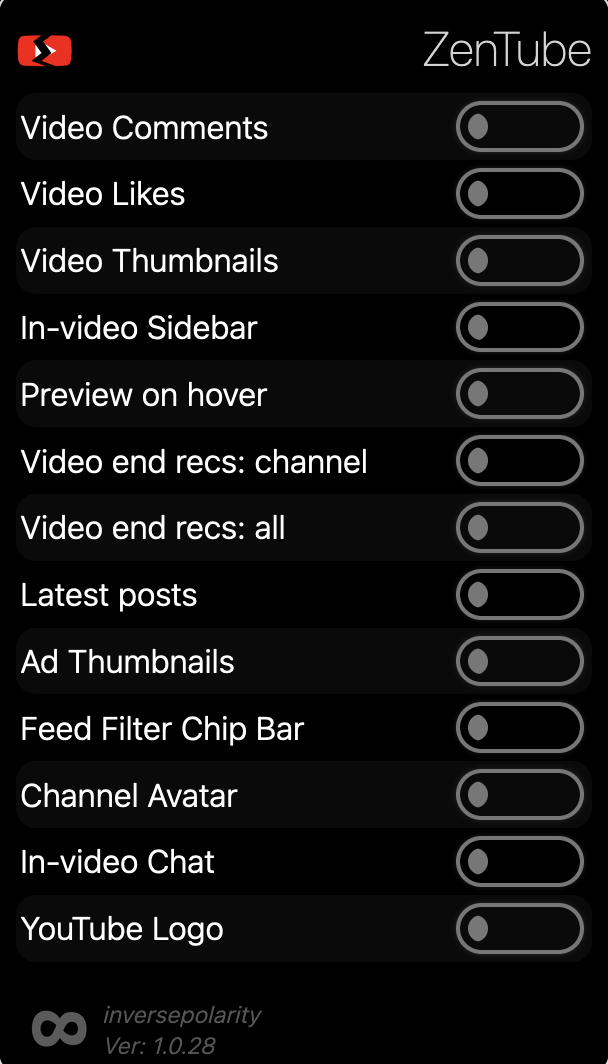 ZenTube
Video Comments
Video Likes
Video Thumbnails
In-video Sidebar
Preview on hover
Video end recs: channel
Video end recs: all
Latest posts
Ad Thumbnails
Feed Filter Chip Bar
Channel Avatar
In-video Chat
YouTube Logo
inversepolarity
Ver: 1.0.28